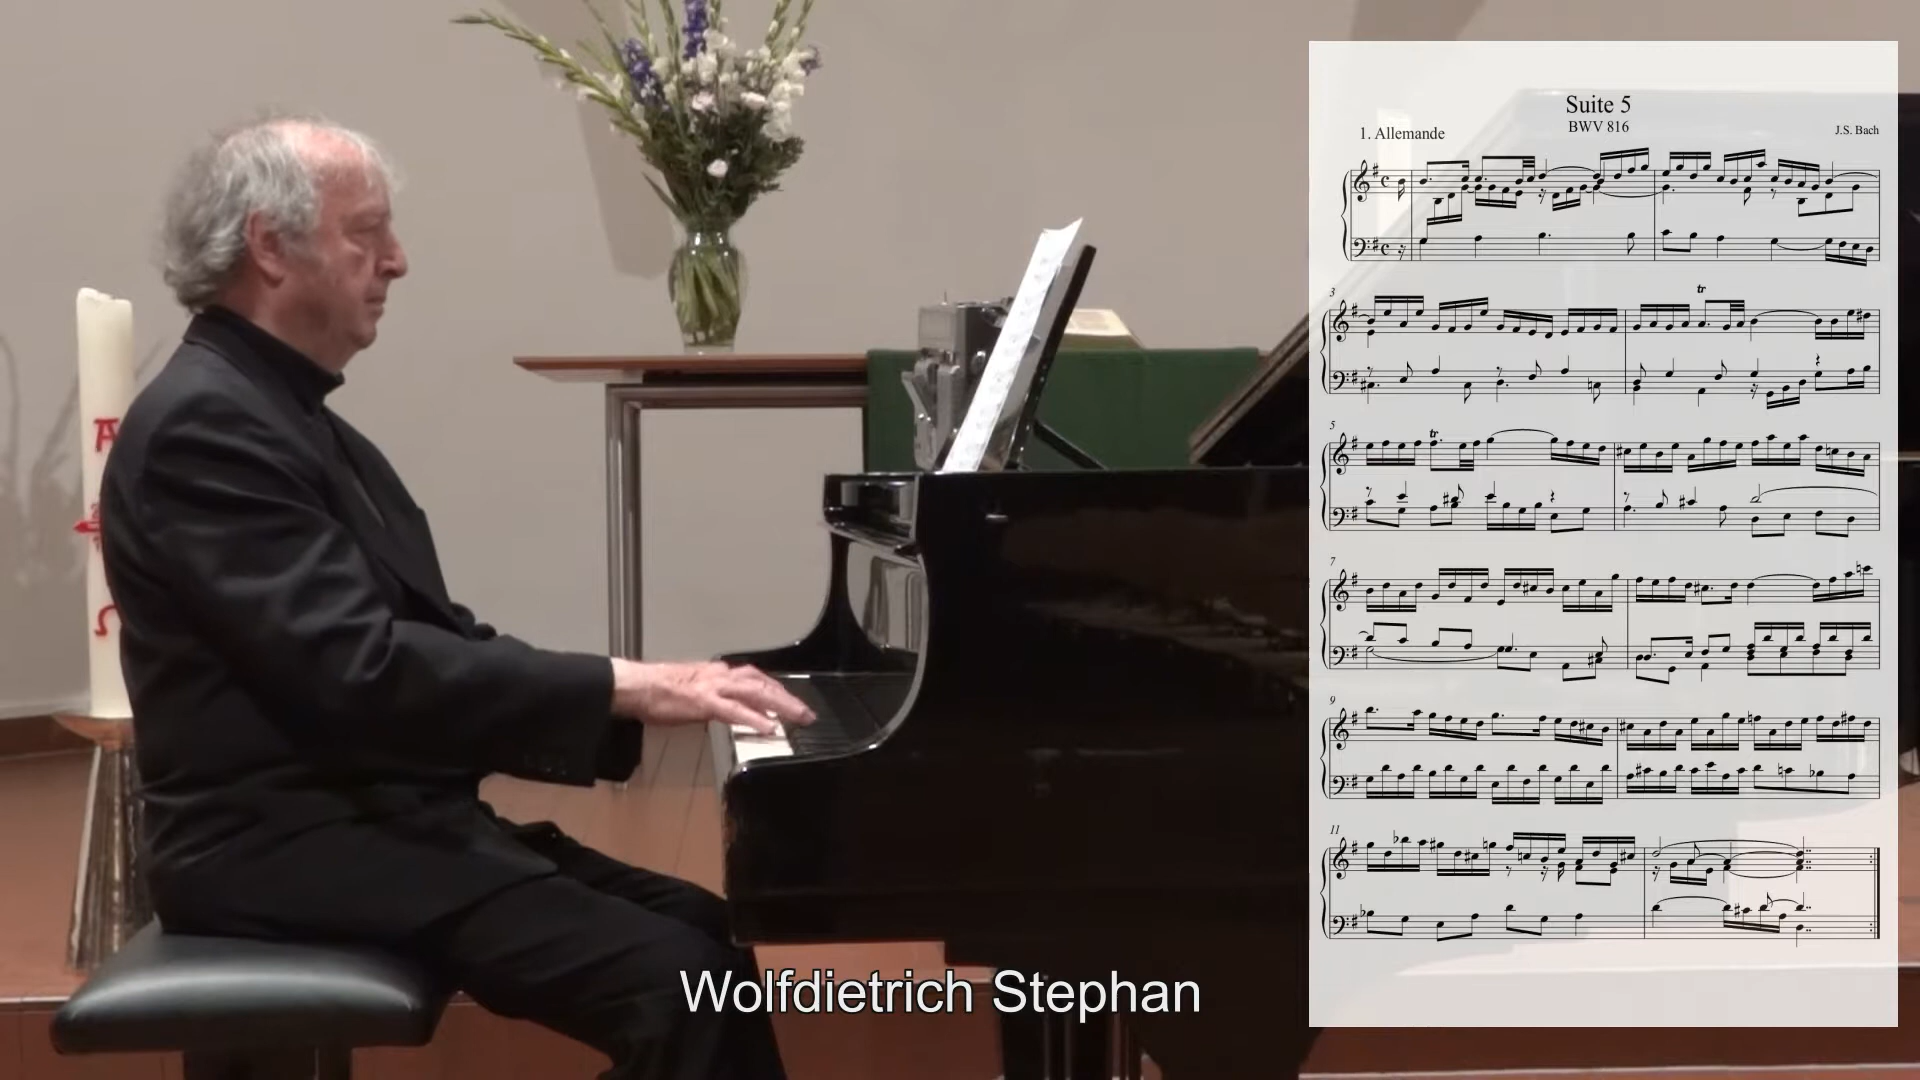 Α
Ω
Suite 5
BWV 816
1. Allemande
J.S. Bach
3
tr
5
tr
7
9
11
Wolfdietrich Stephan